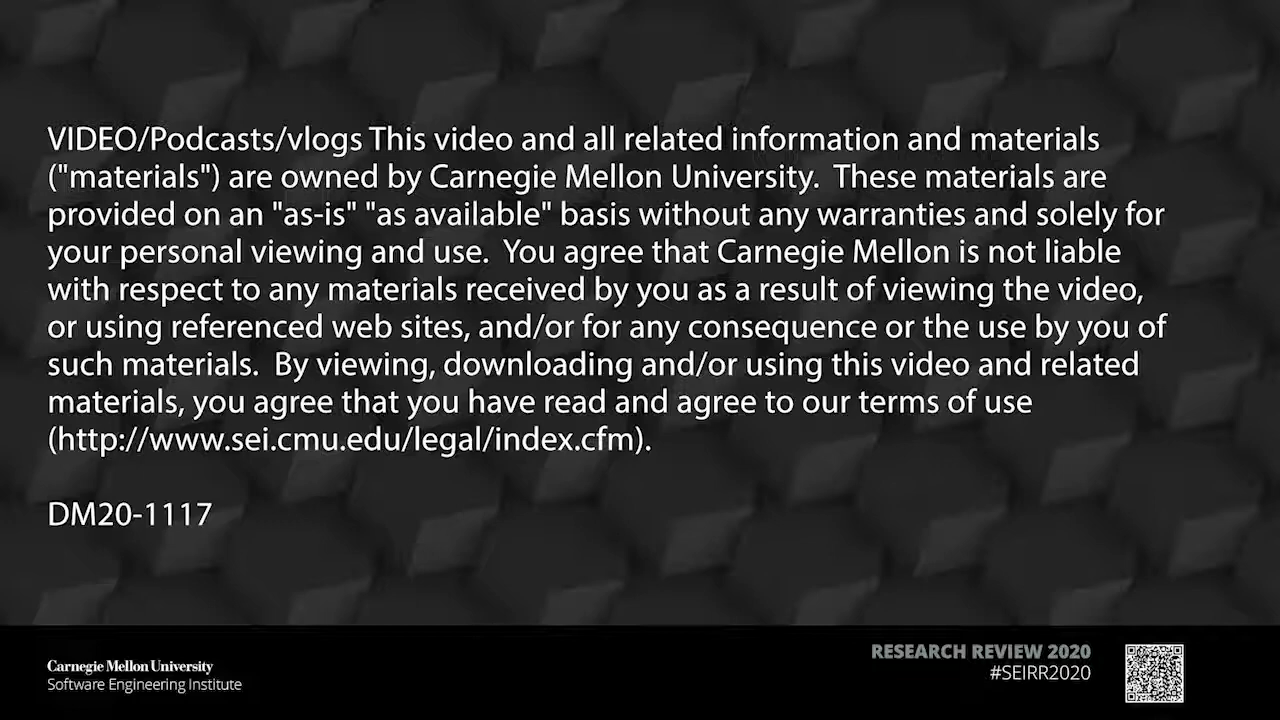 VIDEO/Podcasts/vlogs This video and all related information and materials
("materials") are owned by Carnegie Mellon University.  These materials are
provided on an "as-is" "as available" basis without any warranties and solely for
your personal viewing and use.  You agree that Carnegie Mellon is not liable
with respect to any materials received by you as a result of viewing the video,
or using referenced web sites, and/or for any consequence or the use by you of
such materials.  By viewing, downloading and/or using this video and related
materials, you agree that you have read and agree to our terms of use
(http://www.sei.cmu.edu/legal/index.cfm).
DM20-1117
Carnegie Mellon University
Software Engineering Institute
RESEARCH REVIEW 2020
#SEIRR2020